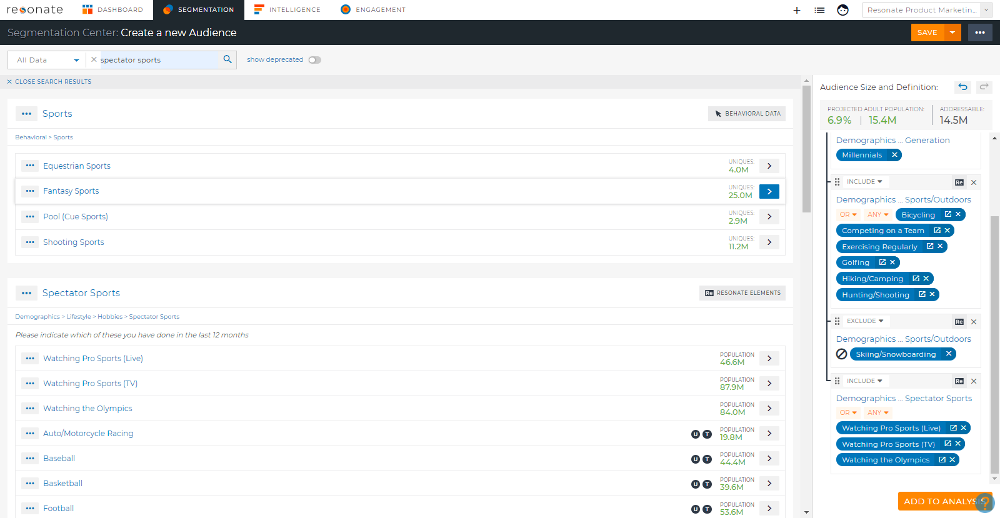 resonate
DASHBOARD
SEGMENTATION
INTELLIGENCE
ENGAGEMENT
Resonate Product Marketin...
Segmentation Center: Create a new Audience
SAVE
All Data
spectator sports
show deprecated
CLOSE SEARCH RESULTS
Sports
BEHAVIORAL DATA
Behavioral > Sports
Equestrian Sports
UNIQUES:
4.0M
Fantasy Sports
UNIQUES:
25.0M
Pool (Cue Sports)
UNIQUES:
2.9M
Shooting Sports
UNIQUES:
11.2M
Spectator Sports
Re RESONATE ELEMENTS
Demographics > Lifestyle > Hobbies > Spectator Sports
Please indicate which of these you have done in the last 12 months
Watching Pro Sports (Live)
POPULATION
46.6M
Watching Pro Sports (TV)
POPULATION
87.9M
Watching the Olympics
POPULATION
84.0M
Auto/Motorcycle Racing
U T
POPULATION
19.8M
Baseball
U T
POPULATION
44.4M
Basketball
U T
POPULATION
39.6M
Football
U T
POPULATION
53.6M
Audience Size and Definition:
PROJECTED ADULT POPULATION:
6.9% | 15.4M
ADDRESSABLE:
14.5M
Demographics ... Generation
Millennials
INCLUDE
Re
Demographics ... Sports/Outdoors
OR ANY Bicycling
Competing on a Team
Exercising Regularly
Golfing
Hiking/Camping
Hunting/Shooting
EXCLUDE
Re
Demographics ... Sports/Outdoors
Skiing/Snowboarding
INCLUDE
Re
Demographics ... Spectator Sports
OR ANY
Watching Pro Sports (Live)
Watching Pro Sports (TV)
Watching the Olympics
ADD TO ANALYSIS
?